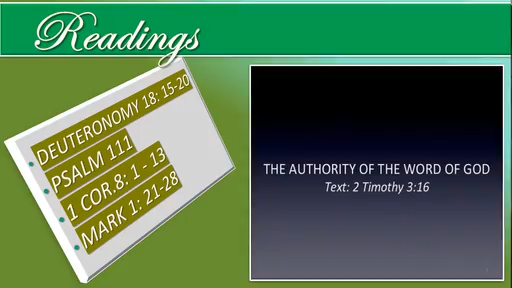 Readings
DEUTERONOMY 18: 15-20
PSALM 111
1 COR.8: 1 - 13
MARK 1: 21-28
THE AUTHORITY OF THE WORD OF GOD
Text: 2 Timothy 3:16